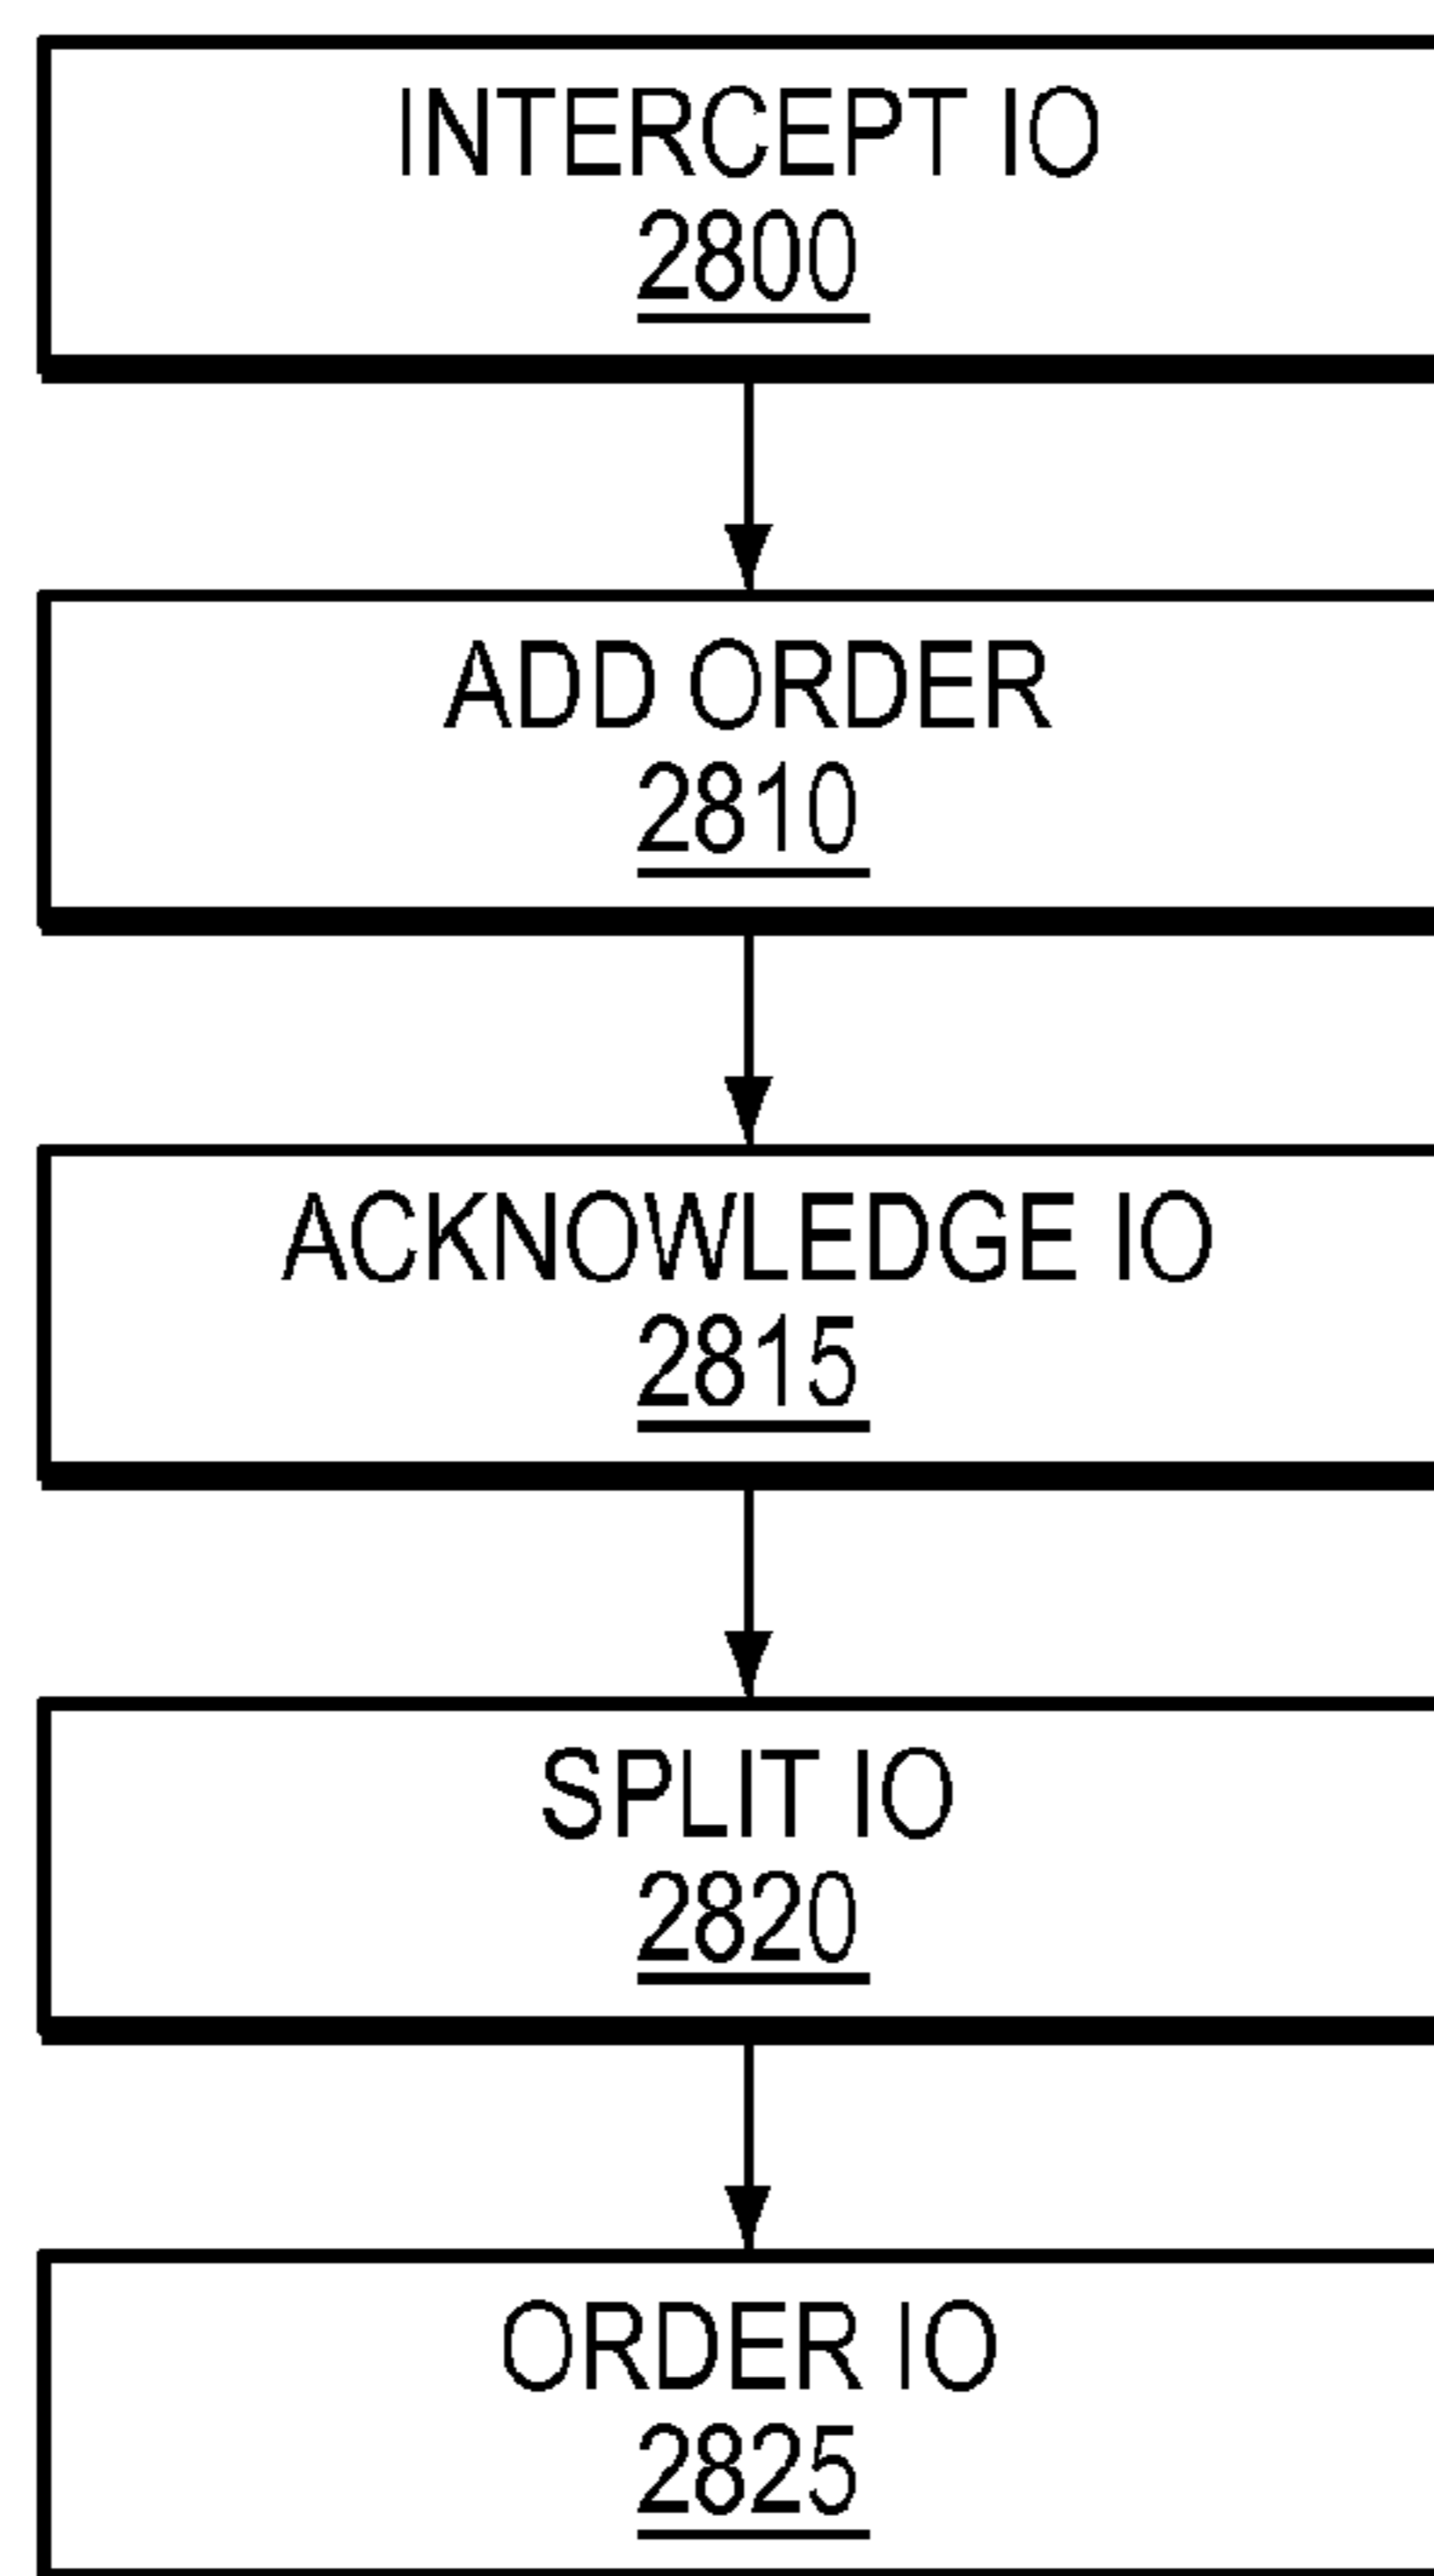 INTERCEPT IO
2800
ADD ORDER
2810
ACKNOWLEDGE IO
2815
SPLIT IO
2820
ORDER IO
2825